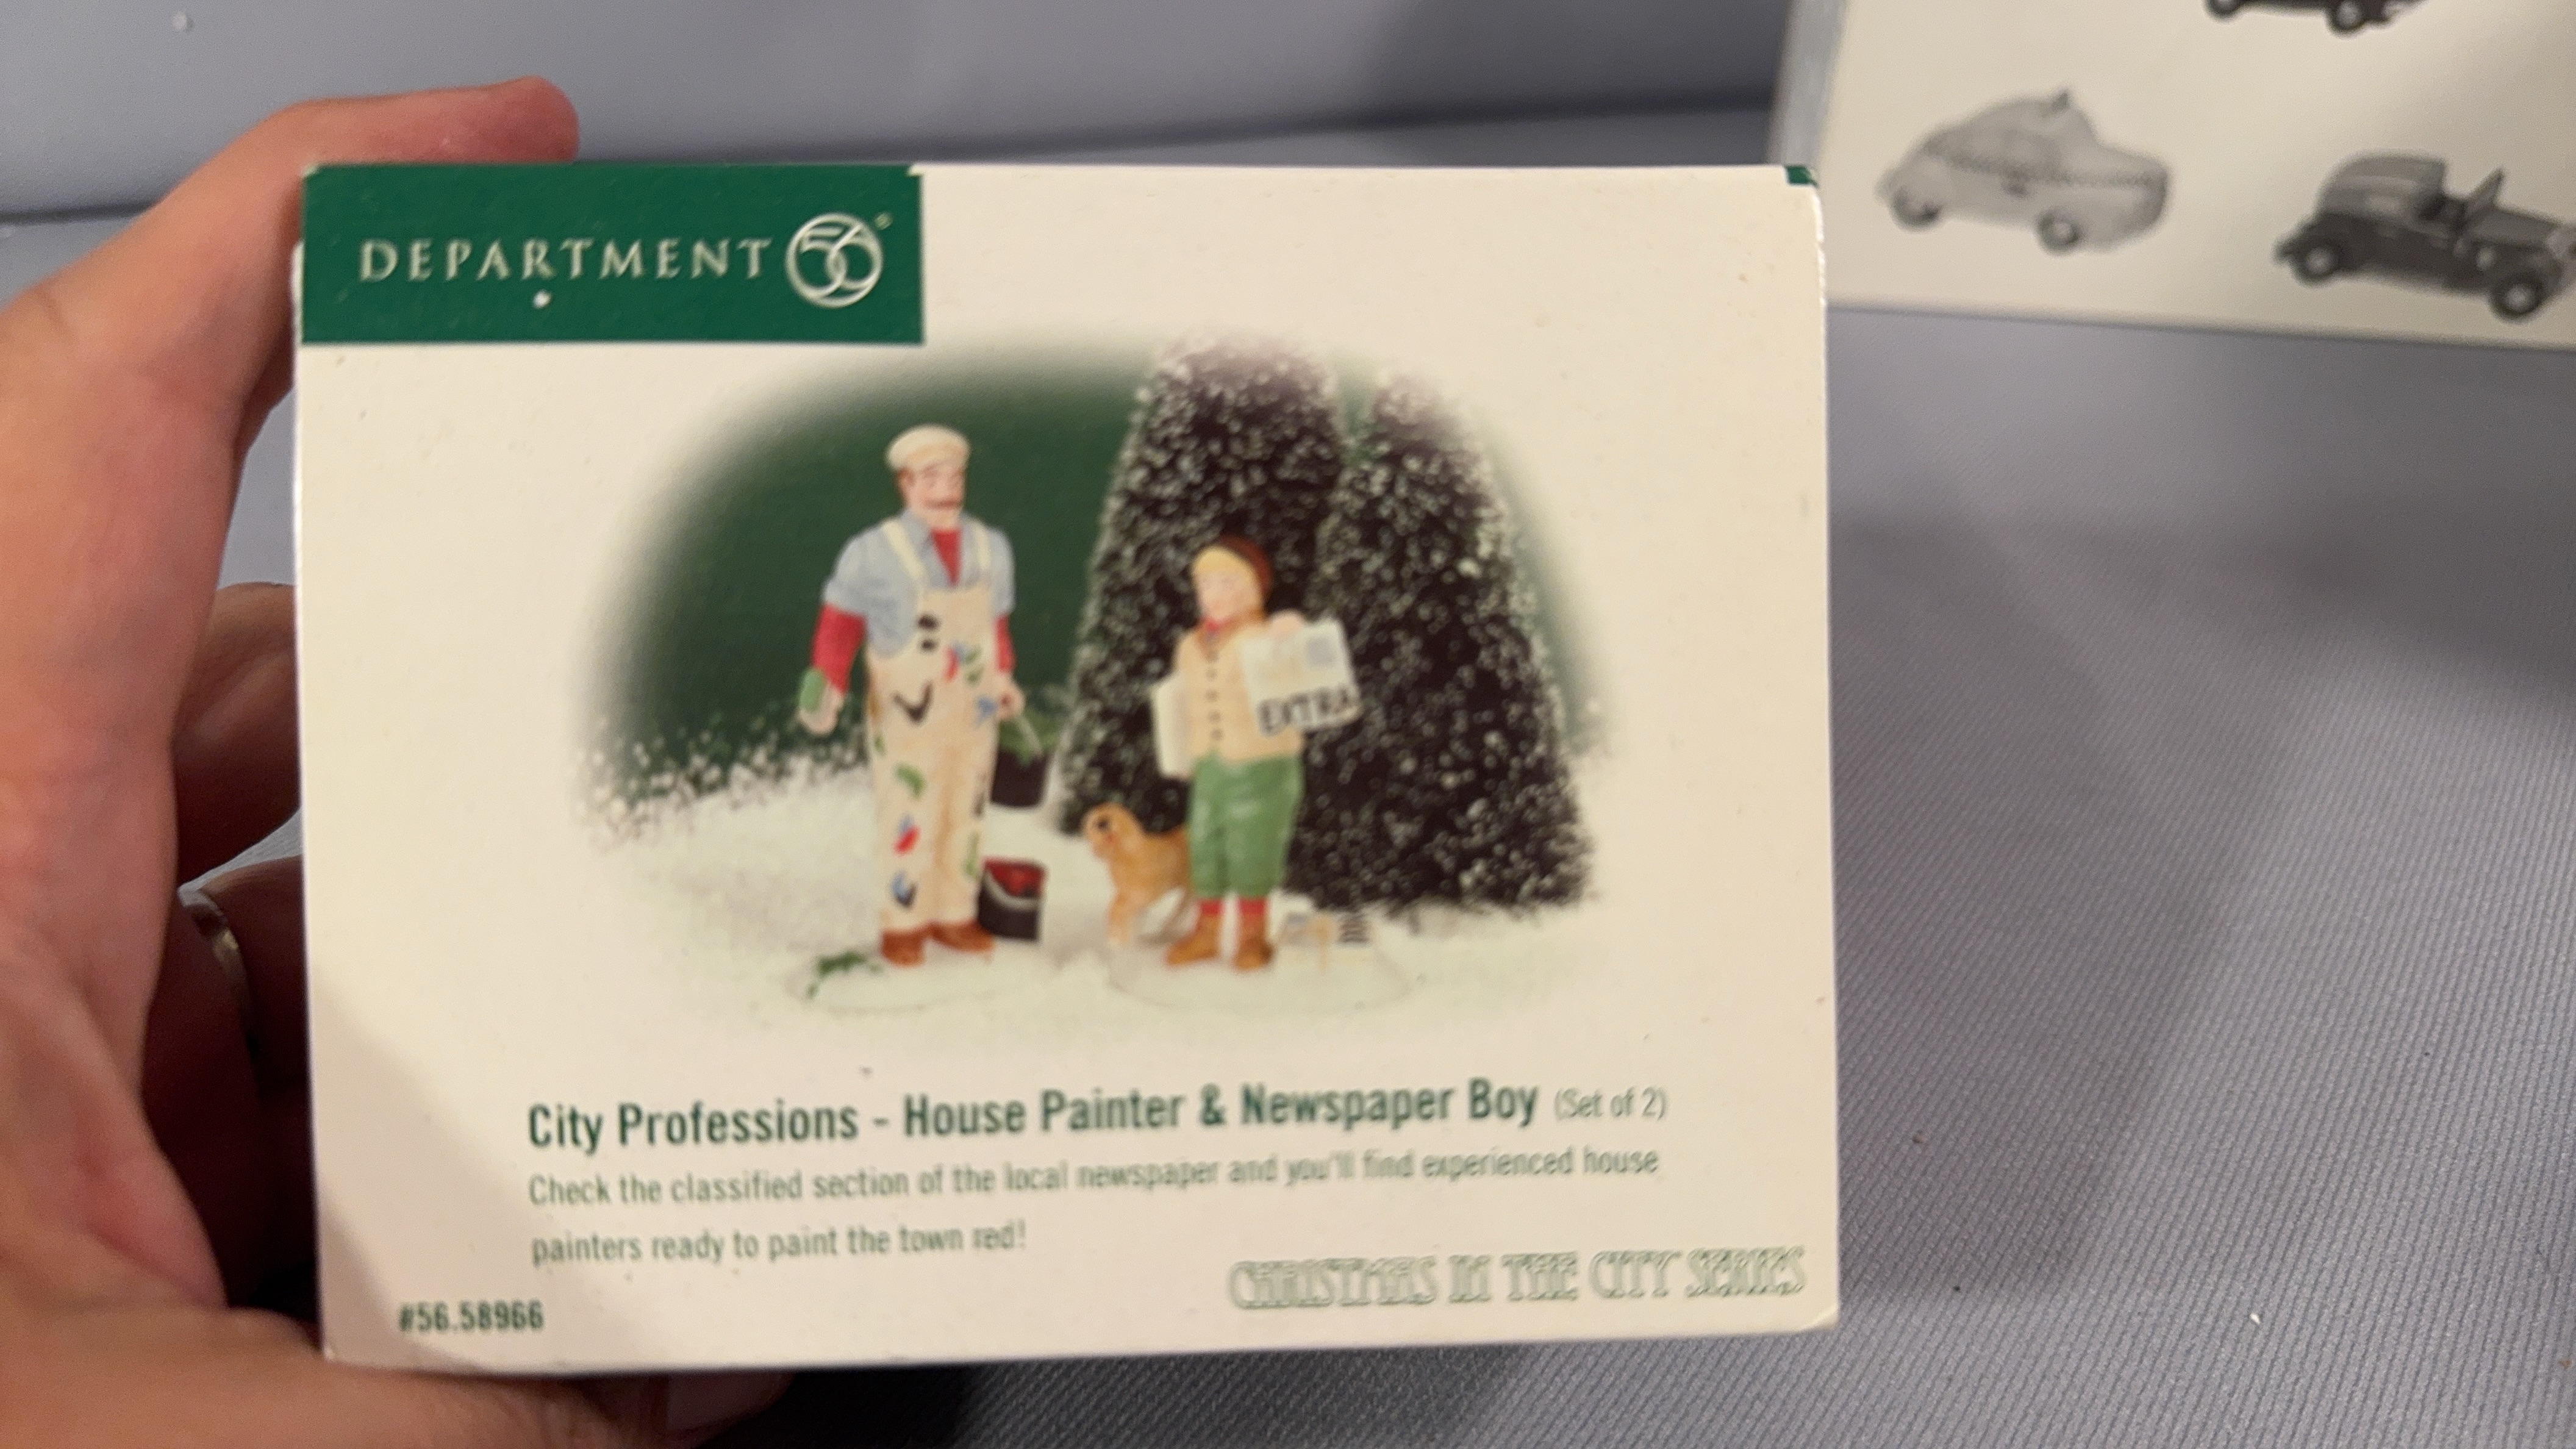 DEPARTMENT 56®
EXTRA
City Professions - House Painter & Newspaper Boy (Set of 2)
Check the classified section of the local newspaper and you'll find experienced house
painters ready to paint the town red!
CHRISTMAS IN THE CITY SERIES
#56.58966